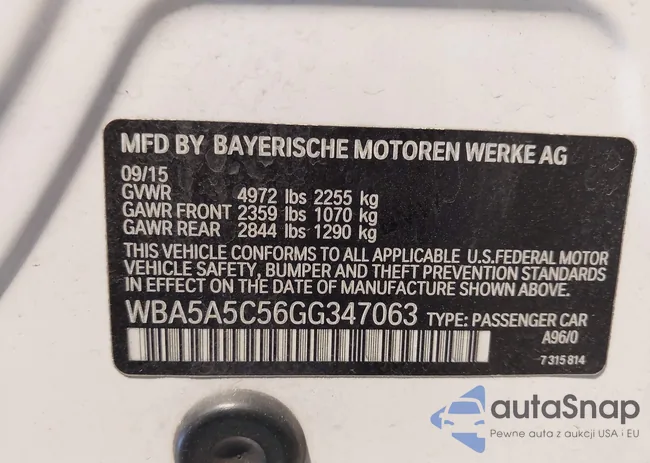 MFD BY BAYERISCHE MOTOREN WERKE AG
09/15
GVWR 4972 lbs 2255 kg
GAWR FRONT 2359 lbs 1070 kg
GAWR REAR 2844 lbs 1290 kg
THIS VEHICLE CONFORMS TO ALL APPLICABLE U.S.FEDERAL MOTOR
VEHICLE SAFETY, BUMPER AND THEFT PREVENTION STANDARDS
IN EFFECT ON THE DATE OF MANUFACTURE SHOWN ABOVE.
WBA5A5C56GG347063 TYPE: PASSENGER CAR
A96/0
7 315 814
autaSnap
Pewne auta z aukcji USA i EU